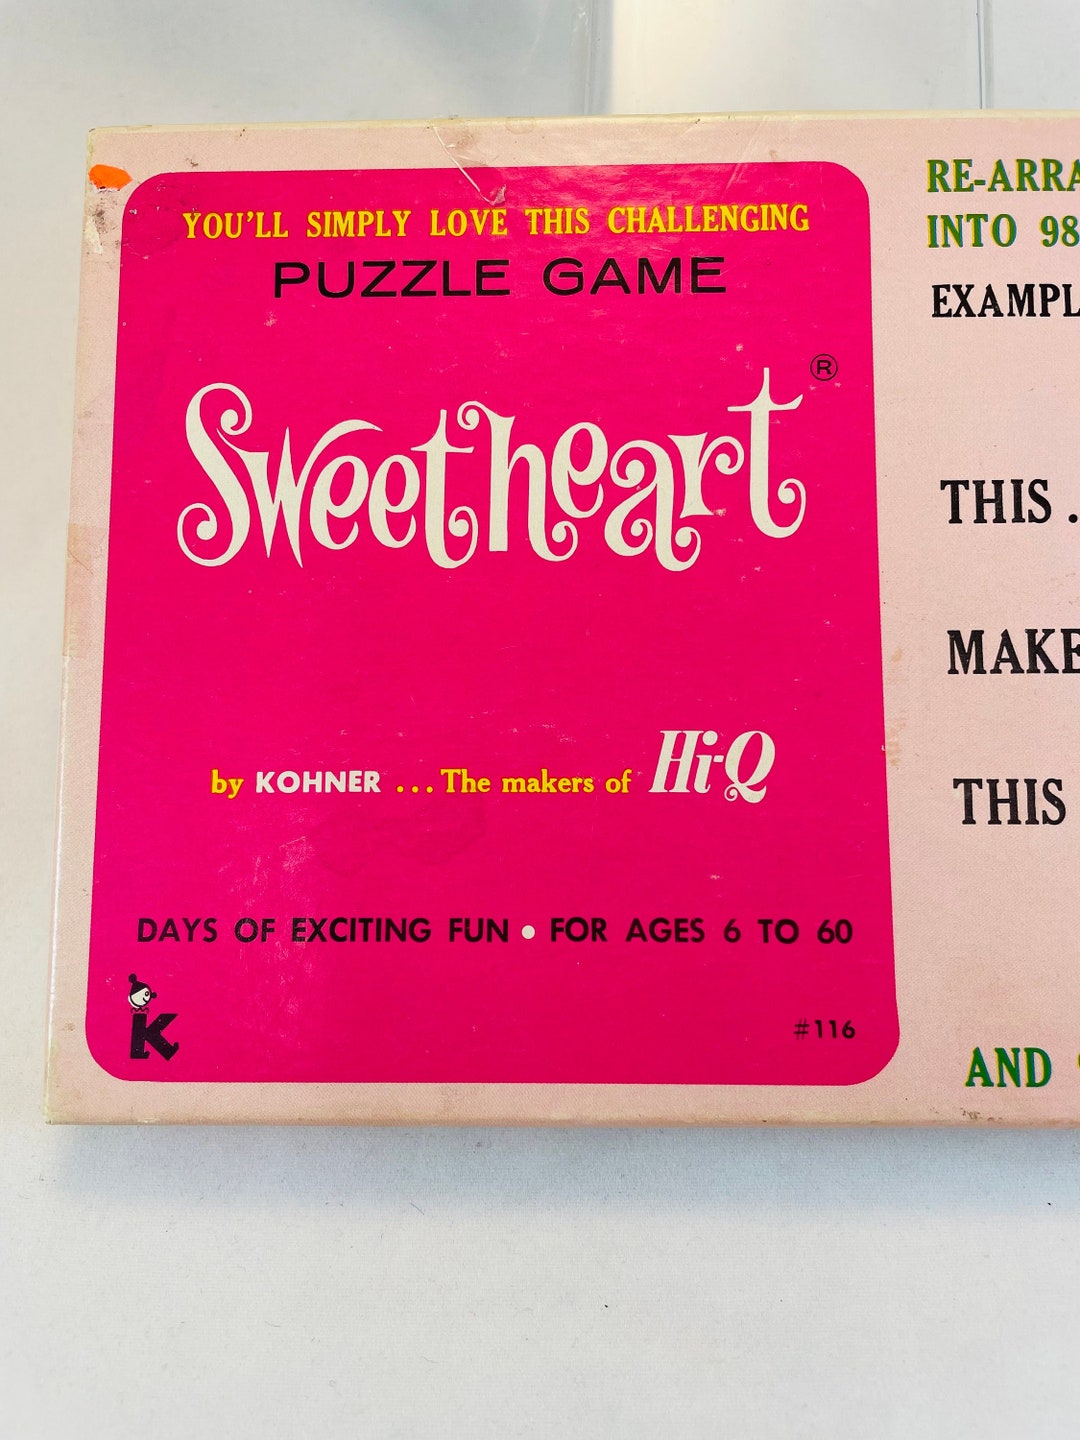 YOU'LL SIMPLY LOVE THIS CHALLENGING
PUZZLE GAME
Sweetheart ®
by KOHNER ... The makers of Hi-Q
DAYS OF EXCITING FUN • FOR AGES 6 TO 60
K
#116
RE-ARRA
INTO 98
EXAMPL
THIS .
MAKE
THIS
AND